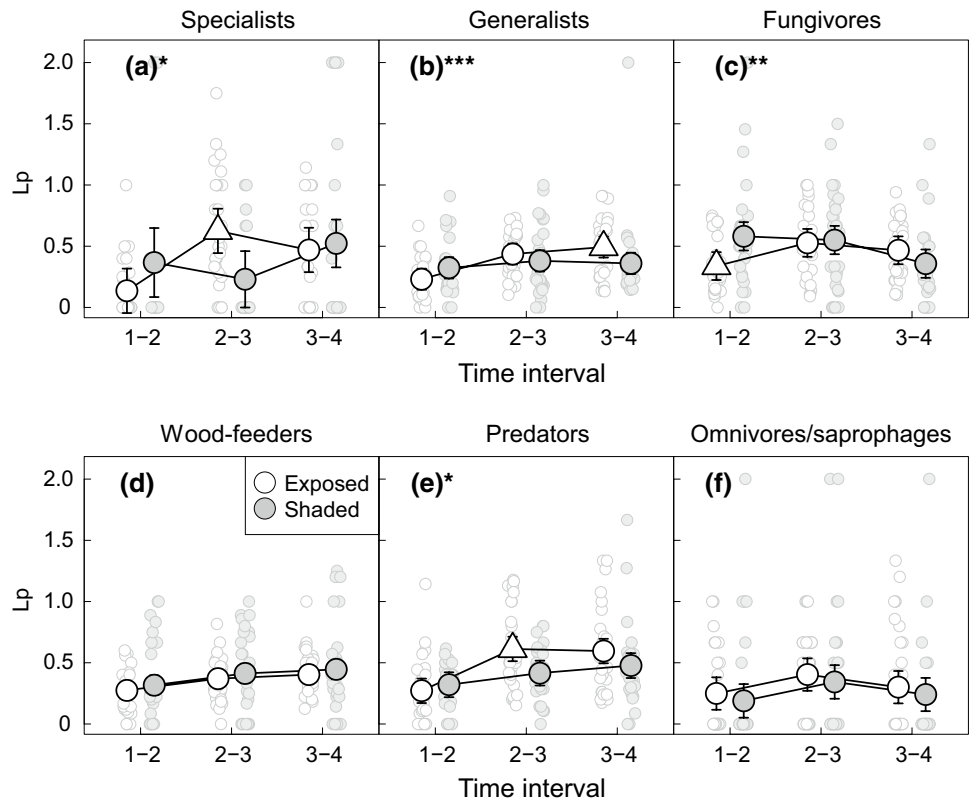 Specialists Generalists Fungivores
(a)* (b)*** (c)**
2.0
1.5
1.0
0.5
0
Lp
1−2 2−3 3−4 1−2 2−3 3−4 1−2 2−3 3−4
Time interval
Wood-feeders Predators Omnivores/saprophages
(d) (e)* (f)
Exposed
Shaded
2.0
1.5
1.0
0.5
0
Lp
1−2 2−3 3−4 1−2 2−3 3−4 1−2 2−3 3−4
Time interval